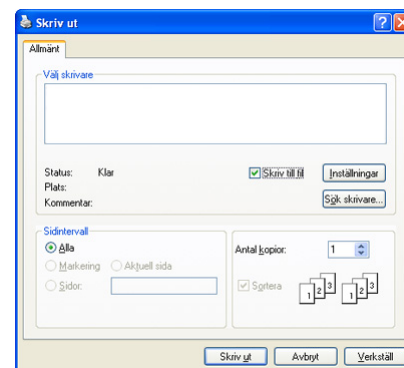 Skriv ut
Allmänt
Välj skrivare
Status: Klar
Skriv till fil
Inställningar
Plats:
Kommentar:
Sök skrivare...
Sidintervall
Alla
Markering Aktuell sida
Sidor:
Antal kopior: 1
Sortera
1 2 3 1 2 3
Skriv ut Avbryt Verkställ